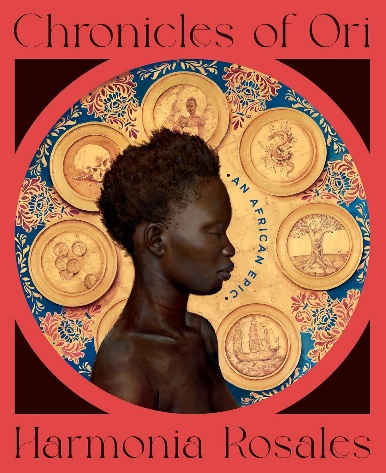 Chronicles of Ori
• AN AFRICAN EPIC •
Harmonia Rosales